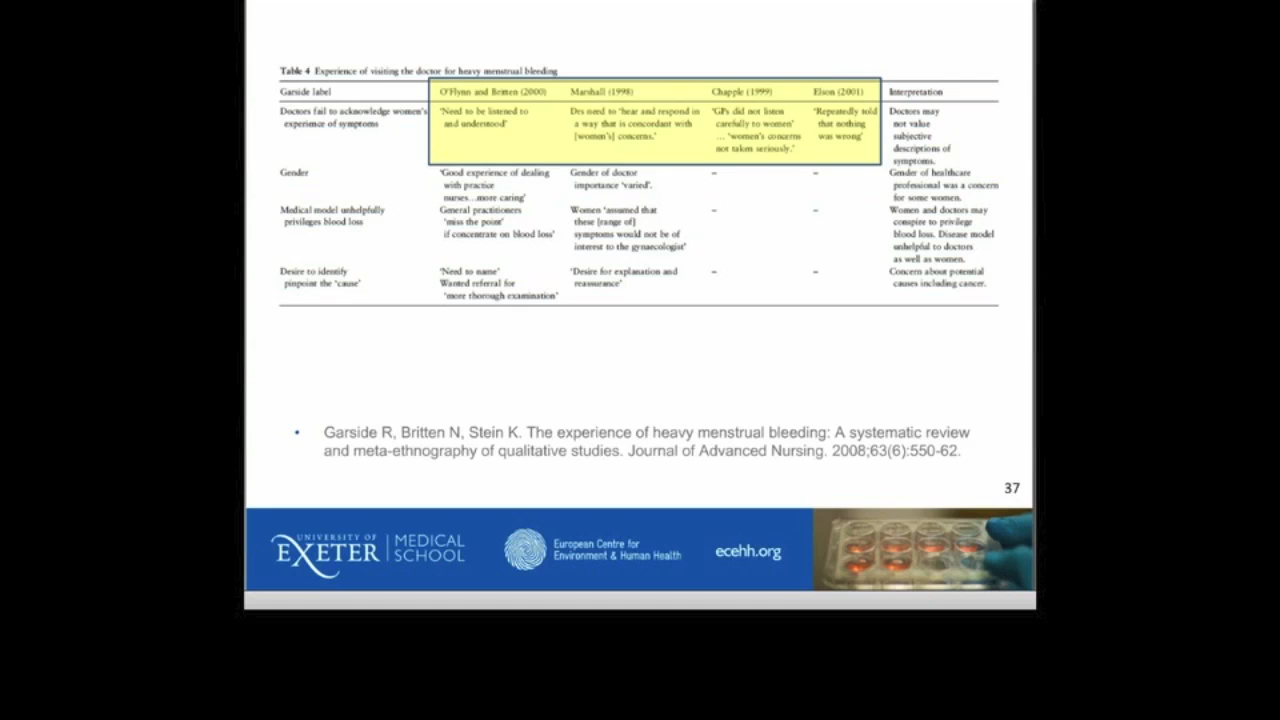 Table 4 Experience of visiting the doctor for heavy menstrual bleeding
Garside label O'Flynn and Britten (2000) Marshall (1998) Chapple (1999) Elson (2001) Interpretation
Doctors fail to acknowledge women's 'Need to be listened to Drs need to 'hear and respond in 'GPs did not listen 'Repeatedly told Doctors may
experience of symptoms and understood' a way that is concordant with carefully to women' that nothing not value
[women's] concerns.' ... 'women's concerns was wrong' subjective
not taken seriously.' descriptions of
symptoms.
Gender 'Good experience of dealing Gender of doctor – – Gender of healthcare
with practice importance 'varied'. professional was a concern
nurses...more caring' for some women.
Medical model unhelpfully General practitioners Women 'assumed that – – Women and doctors may
privileges blood loss 'miss the point' these [range of] conspire to privilege
if concentrate on blood loss' symptoms would not be of blood loss. Disease model
interest to the gynaecologist' unhelpful to doctors
as well as women.
Desire to identify 'Need to name' 'Desire for explanation and – – Concern about potential
pinpoint the 'cause' Wanted referral for reassurance' causes including cancer.
'more thorough examination'
• Garside R, Britten N, Stein K. The experience of heavy menstrual bleeding: A systematic review
and meta-ethnography of qualitative studies. Journal of Advanced Nursing. 2008;63(6):550-62.
37
UNIVERSITY OF
EXETER
MEDICAL
SCHOOL
European Centre for
Environment & Human Health
ecehh.org